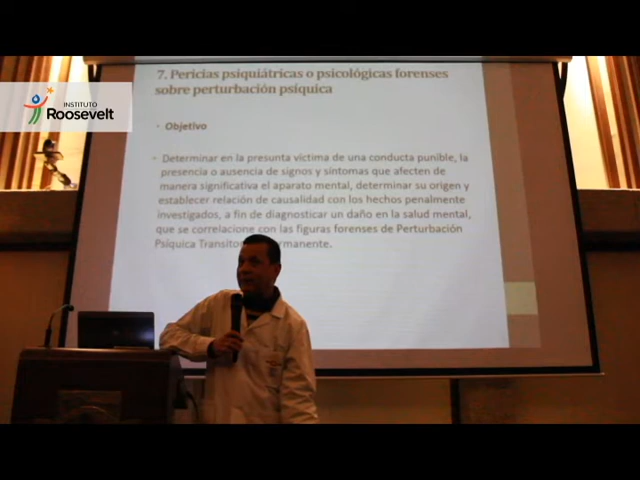 INSTITUTO
Roosevelt
7. Pericias psiquiátricas o psicológicas forenses
sobre perturbación psíquica
• Objetivo
• Determinar en la presunta víctima de una conducta punible, la
presencia o ausencia de signos y síntomas que afecten de
manera significativa el aparato mental, determinar su origen y
establecer relación de causalidad con los hechos penalmente
investigados, a fin de diagnosticar un daño en la salud mental,
que se correlacione con las figuras forenses de Perturbación
Psíquica